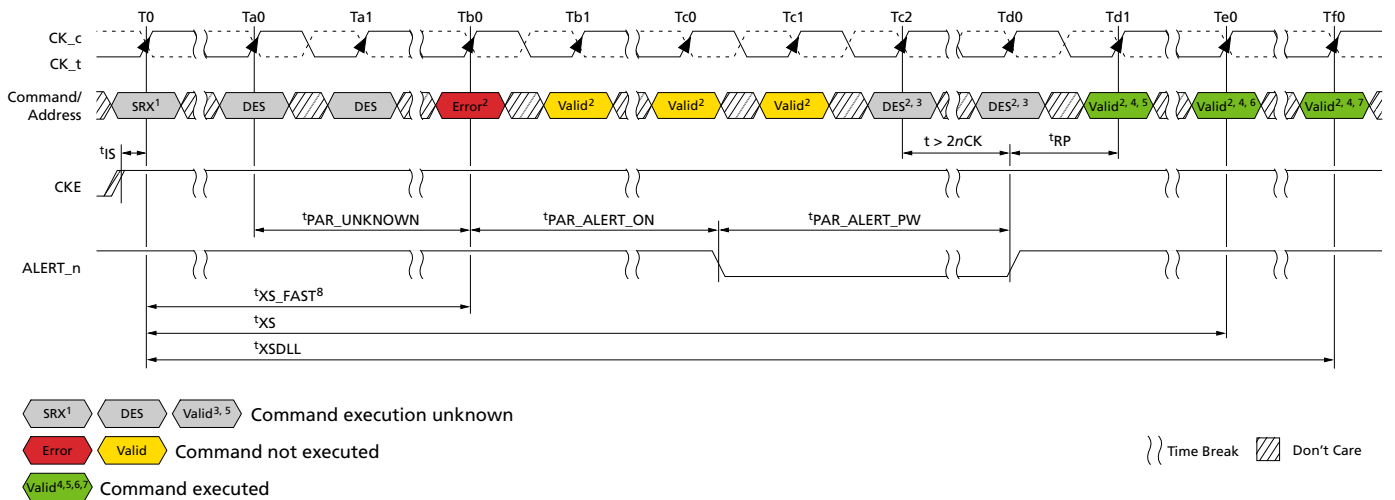 T0 Ta0 Ta1 Tb0 Tb1 Tc0 Tc1 Tc2 Td0 Td1 Te0 Tf0
CK_c
CK_t
Command/
Address
SRX¹ DES DES Error² Valid² Valid² Valid² DES²,³ DES²,³ Valid²,⁴,⁵ Valid²,⁴,⁶ Valid²,⁴,⁷
tIS
t > 2nCK
tRP
CKE
tPAR_UNKNOWN tPAR_ALERT_ON tPAR_ALERT_PW
ALERT_n
tXS_FAST⁸
tXS
tXSDLL
SRX¹ DES Valid³,⁵ Command execution unknown
Error Valid Command not executed
Time Break Don't Care
Valid⁴,⁵,⁶,⁷ Command executed